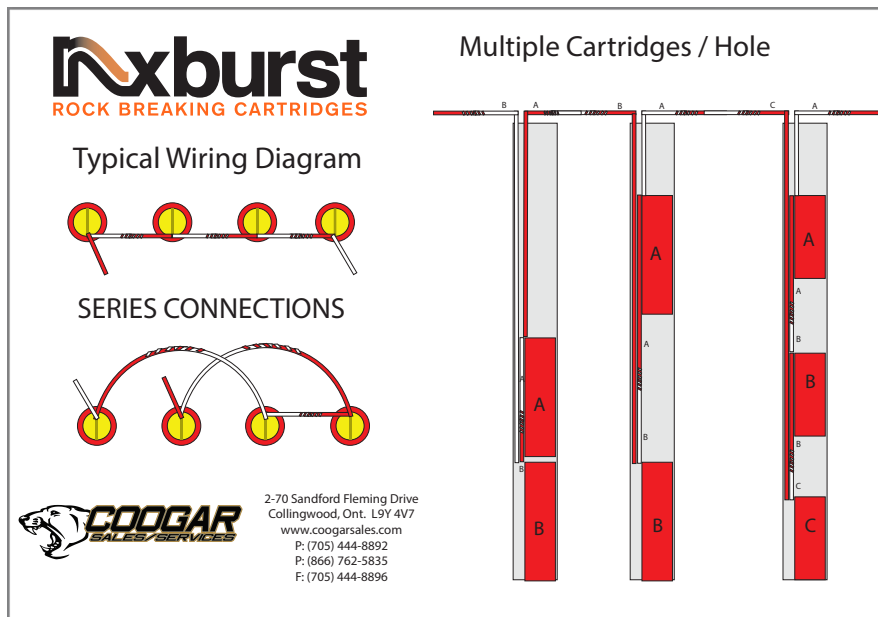 nxburst
ROCK BREAKING CARTRIDGES
Typical Wiring Diagram
SERIES CONNECTIONS
COOGAR
SALES/SERVICES
2-70 Sandford Fleming Drive
Collingwood, Ont. L9Y 4V7
www.coogarsales.com
P: (705) 444-8892
P: (866) 762-5835
F: (705) 444-8896
Multiple Cartridges / Hole
B A B A C A
A
A
B
B
A
A
B
B
A
A
B
B
B
C
C